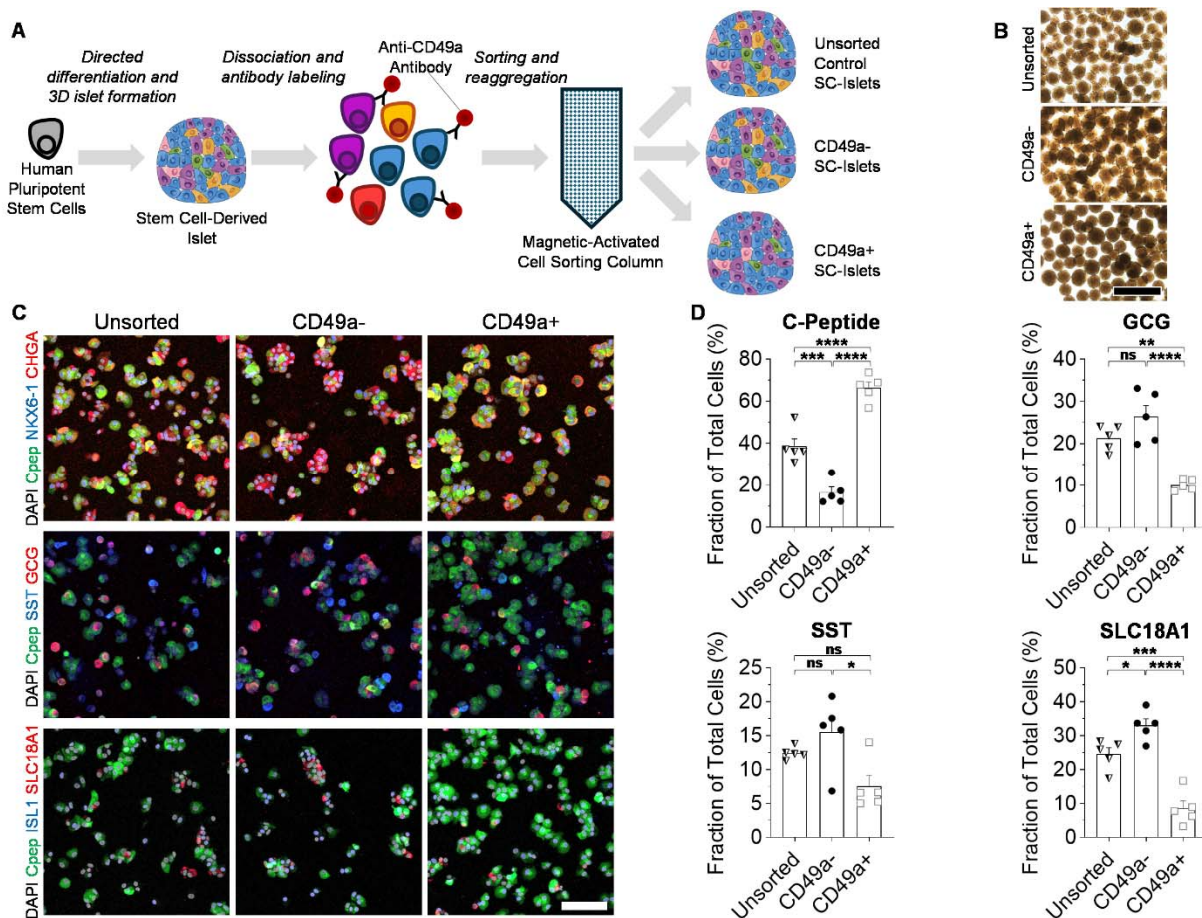 A
Directed
differentiation and
3D islet formation
Human
Pluripotent
Stem Cells
Stem Cell-Derived
Islet
Dissociation and
antibody labeling
Anti-CD49a
Antibody
Sorting and
reaggregation
Magnetic-Activated
Cell Sorting Column
Unsorted
Control
SC-Islets
CD49a-
SC-Islets
CD49a+
SC-Islets
B
Unsorted
CD49a-
CD49a+
C
Unsorted CD49a- CD49a+
DAPI Cpep NKX6-1 CHGA
DAPI Cpep SST GCG
DAPI Cpep ISL1 SLC18A1
D
C-Peptide
Fraction of Total Cells (%)
80
60
40
20
0
****
*** ****
Unsorted
CD49a-
CD49a+
GCG
Fraction of Total Cells (%)
40
30
20
10
0
**
ns ****
Unsorted
CD49a-
CD49a+
SST
Fraction of Total Cells (%)
25
20
15
10
5
0
ns
ns *
Unsorted
CD49a-
CD49a+
SLC18A1
Fraction of Total Cells (%)
50
40
30
20
10
0
***
* ****
Unsorted
CD49a-
CD49a+